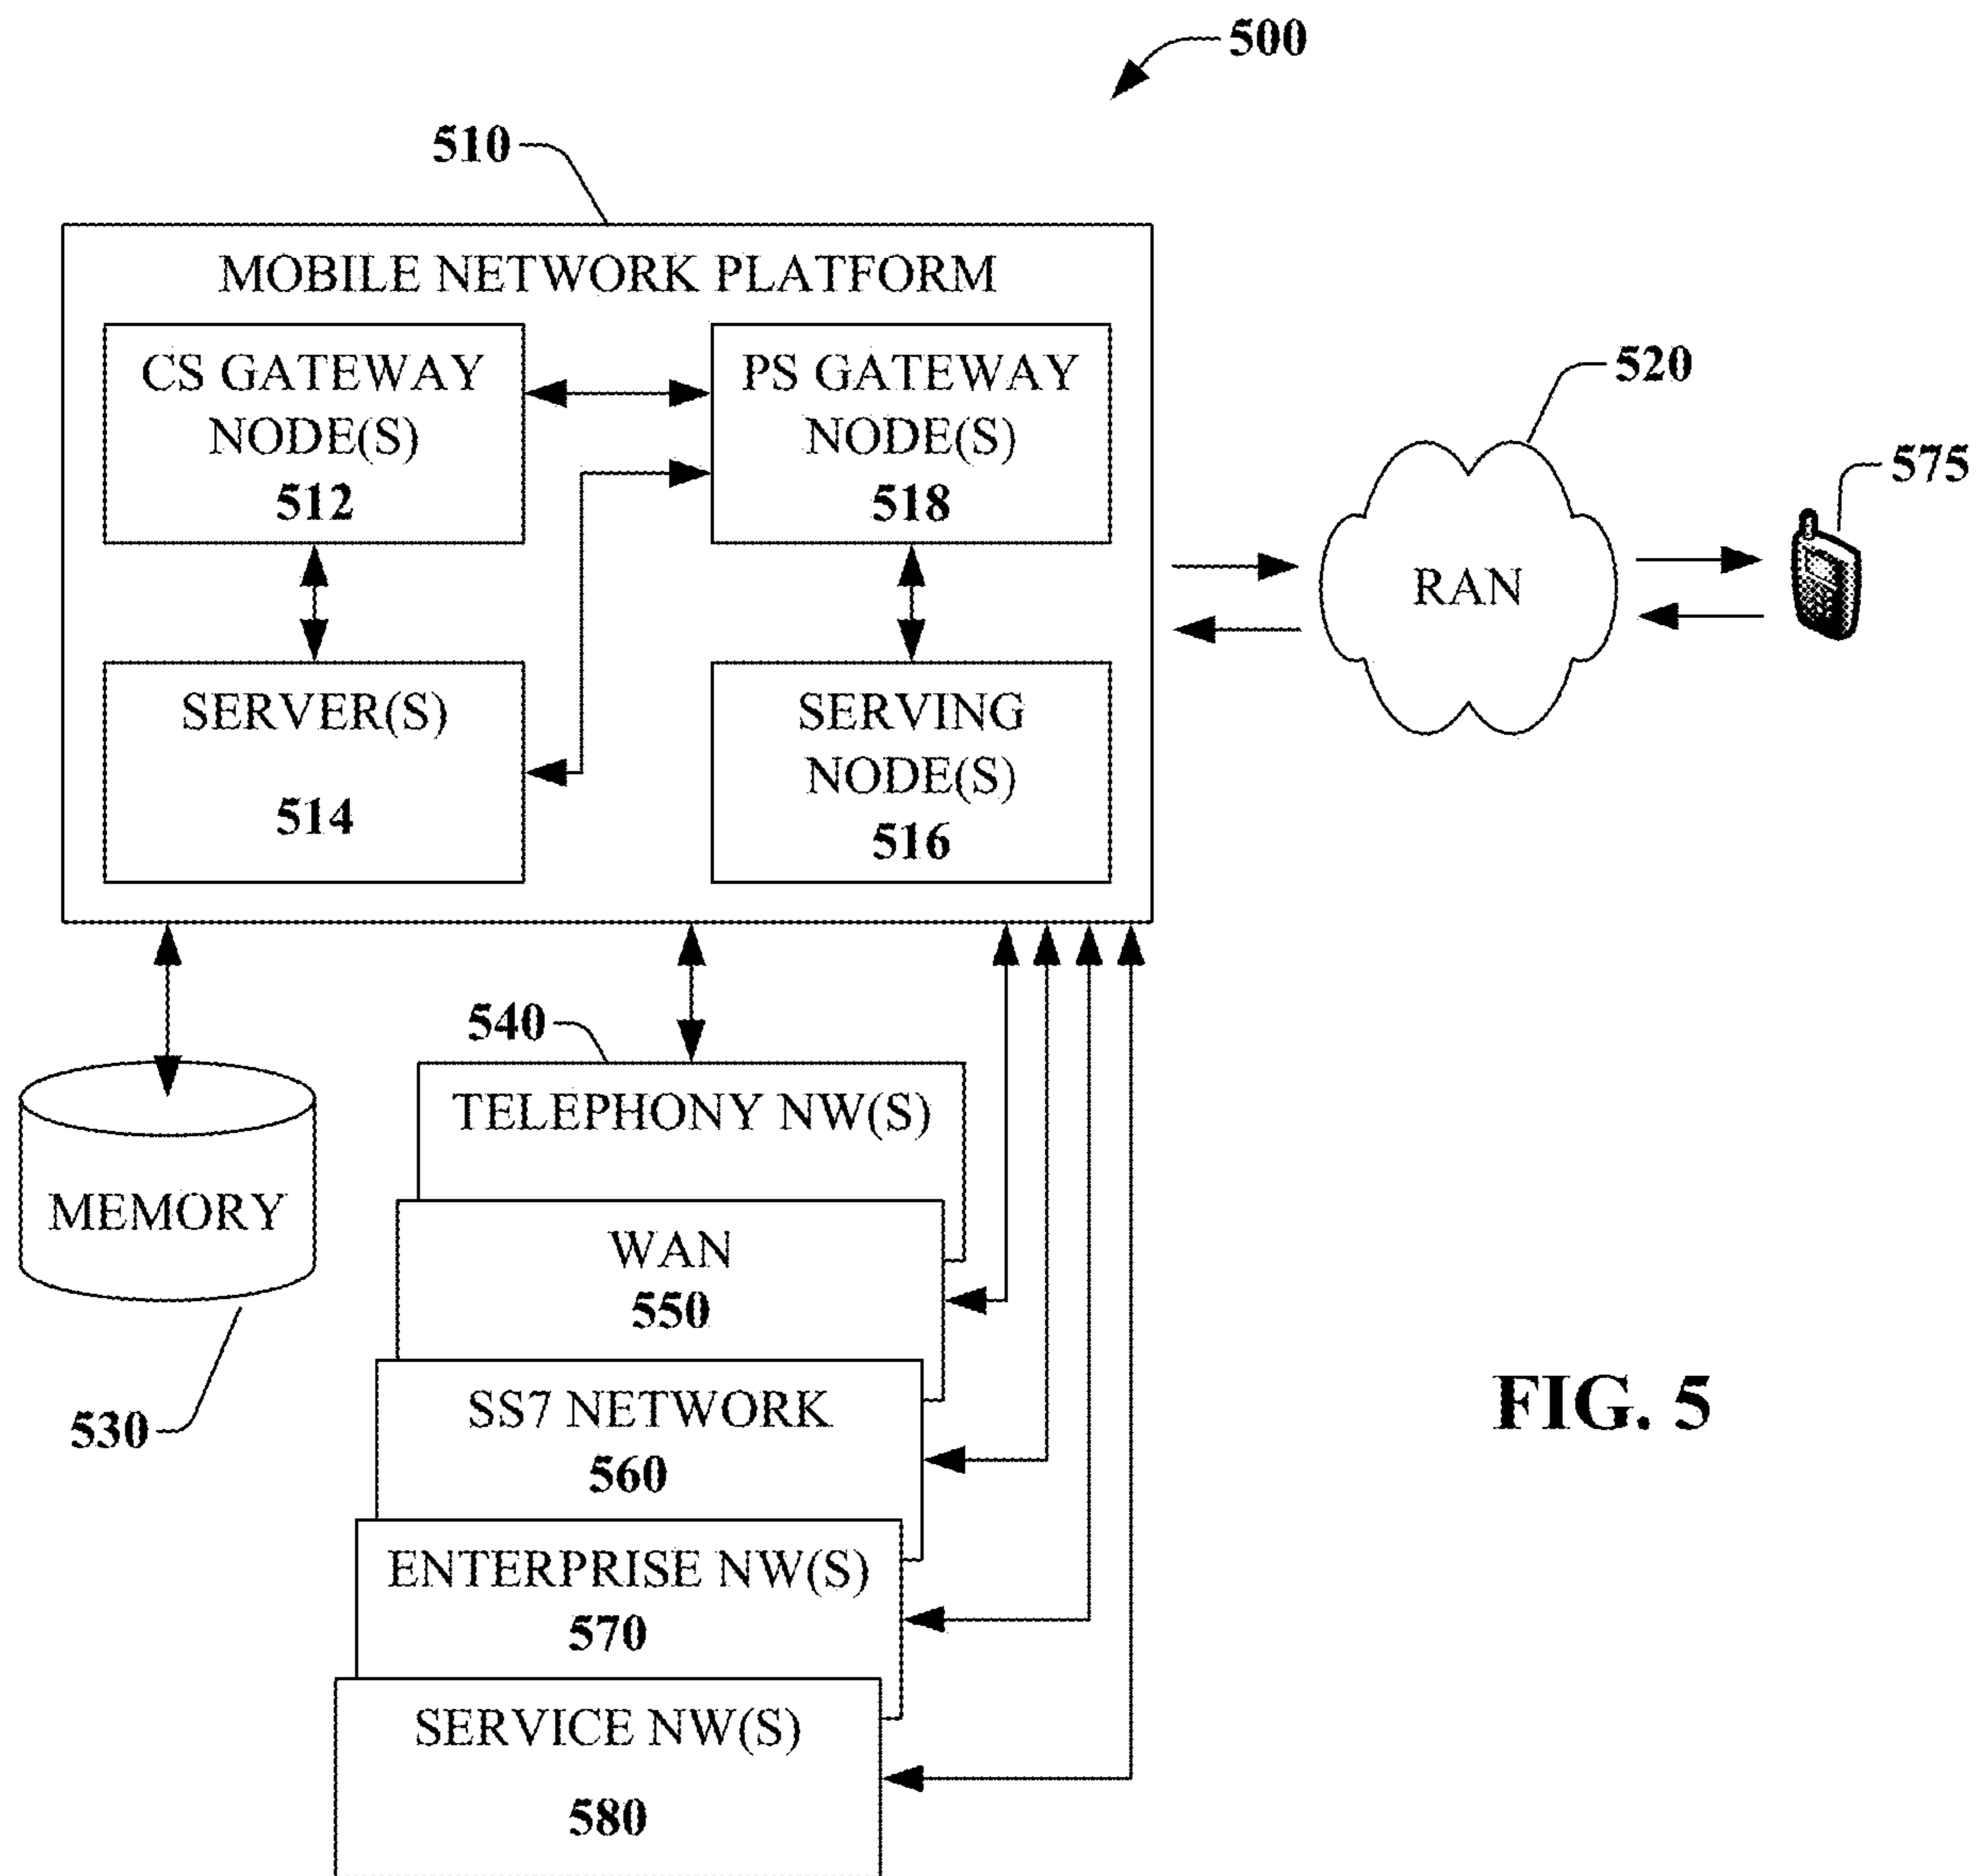 500
510
MOBILE NETWORK PLATFORM
CS GATEWAY
NODE(S)
512
PS GATEWAY
NODE(S)
518
SERVER(S)
514
SERVING
NODE(S)
516
520
RAN
575
540
TELEPHONY NW(S)
MEMORY
530
WAN
550
SS7 NETWORK
560
ENTERPRISE NW(S)
570
SERVICE NW(S)
580
FIG. 5